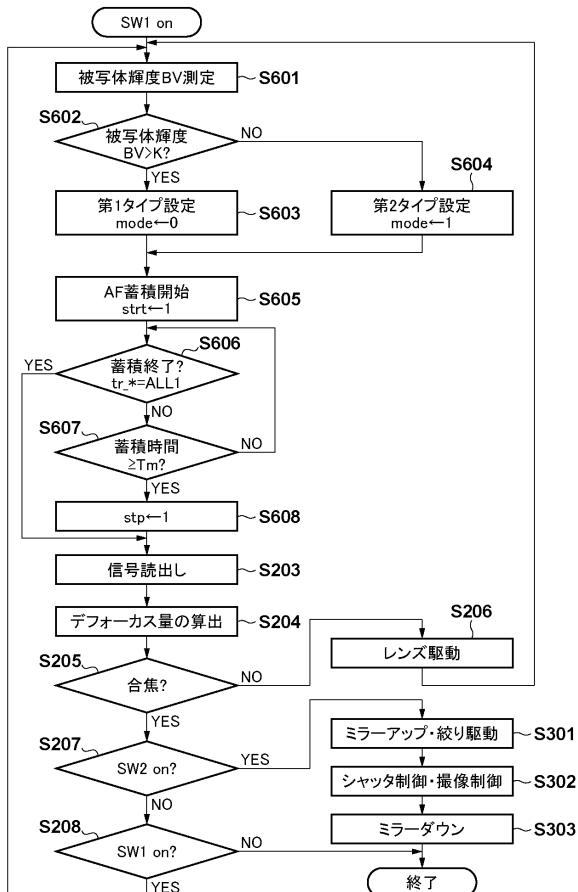 SW1 on
被写体輝度BV測定
S601
S602
被写体輝度
BV>K?
NO
YES
S604
第1タイプ設定
mode←0
S603
第2タイプ設定
mode←1
AF蓄積開始
strt←1
S605
S606
YES
蓄積終了?
tr_*=ALL1
NO
S607
蓄積時間
≧Tm?
NO
YES
stp←1
S608
信号読出し
S203
デフォーカス量の算出
S204
S206
レンズ駆動
S205
合焦?
NO
YES
S207
SW2 on?
YES
NO
ミラーアップ・絞り駆動
S301
シャッタ制御・撮像制御
S302
ミラーダウン
S303
S208
SW1 on?
NO
YES
終了